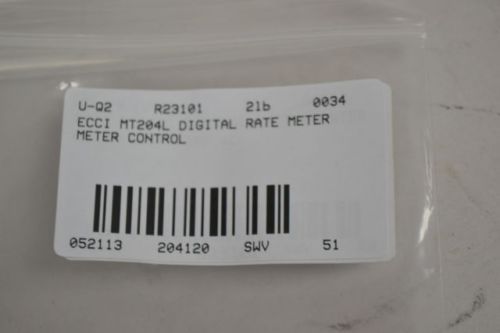 U-Q2 R23101 2lb 0034
ECCI MT204L DIGITAL RATE METER
METER CONTROL
052113 204120 SWV 51